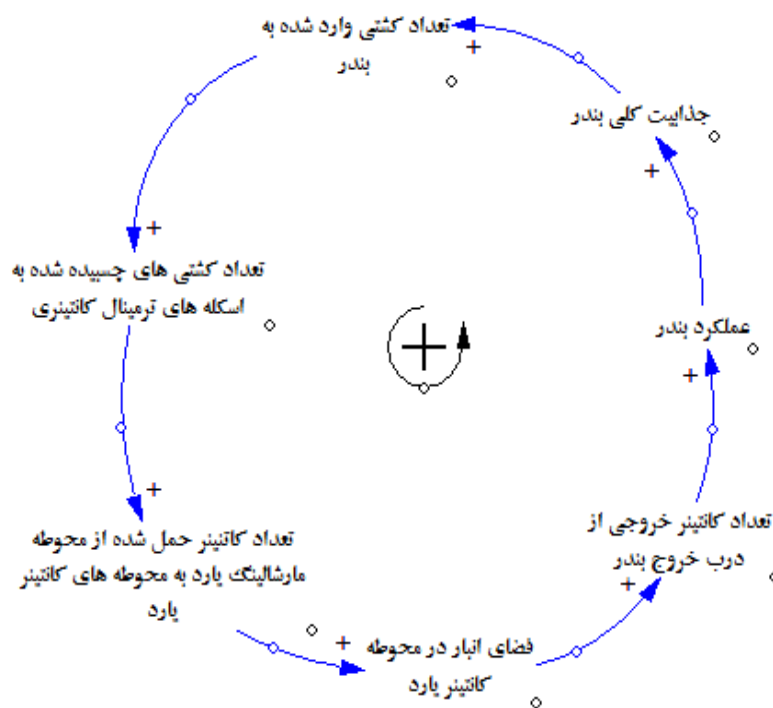 تعداد کشتی وارد شده به
بندر
جذابیت کلی بندر
تعداد کشتی های چسبیده شده به
اسکله های ترمینال کانتینری
عملکرد بندر
تعداد کانتینر خروجی از
درب خروج بندر
تعداد کانتینر حمل شده از محوطه
مارشالینگ یارد به محوطه های کانتینر
یارد
فضای انبار در محوطه
کانتینر یارد